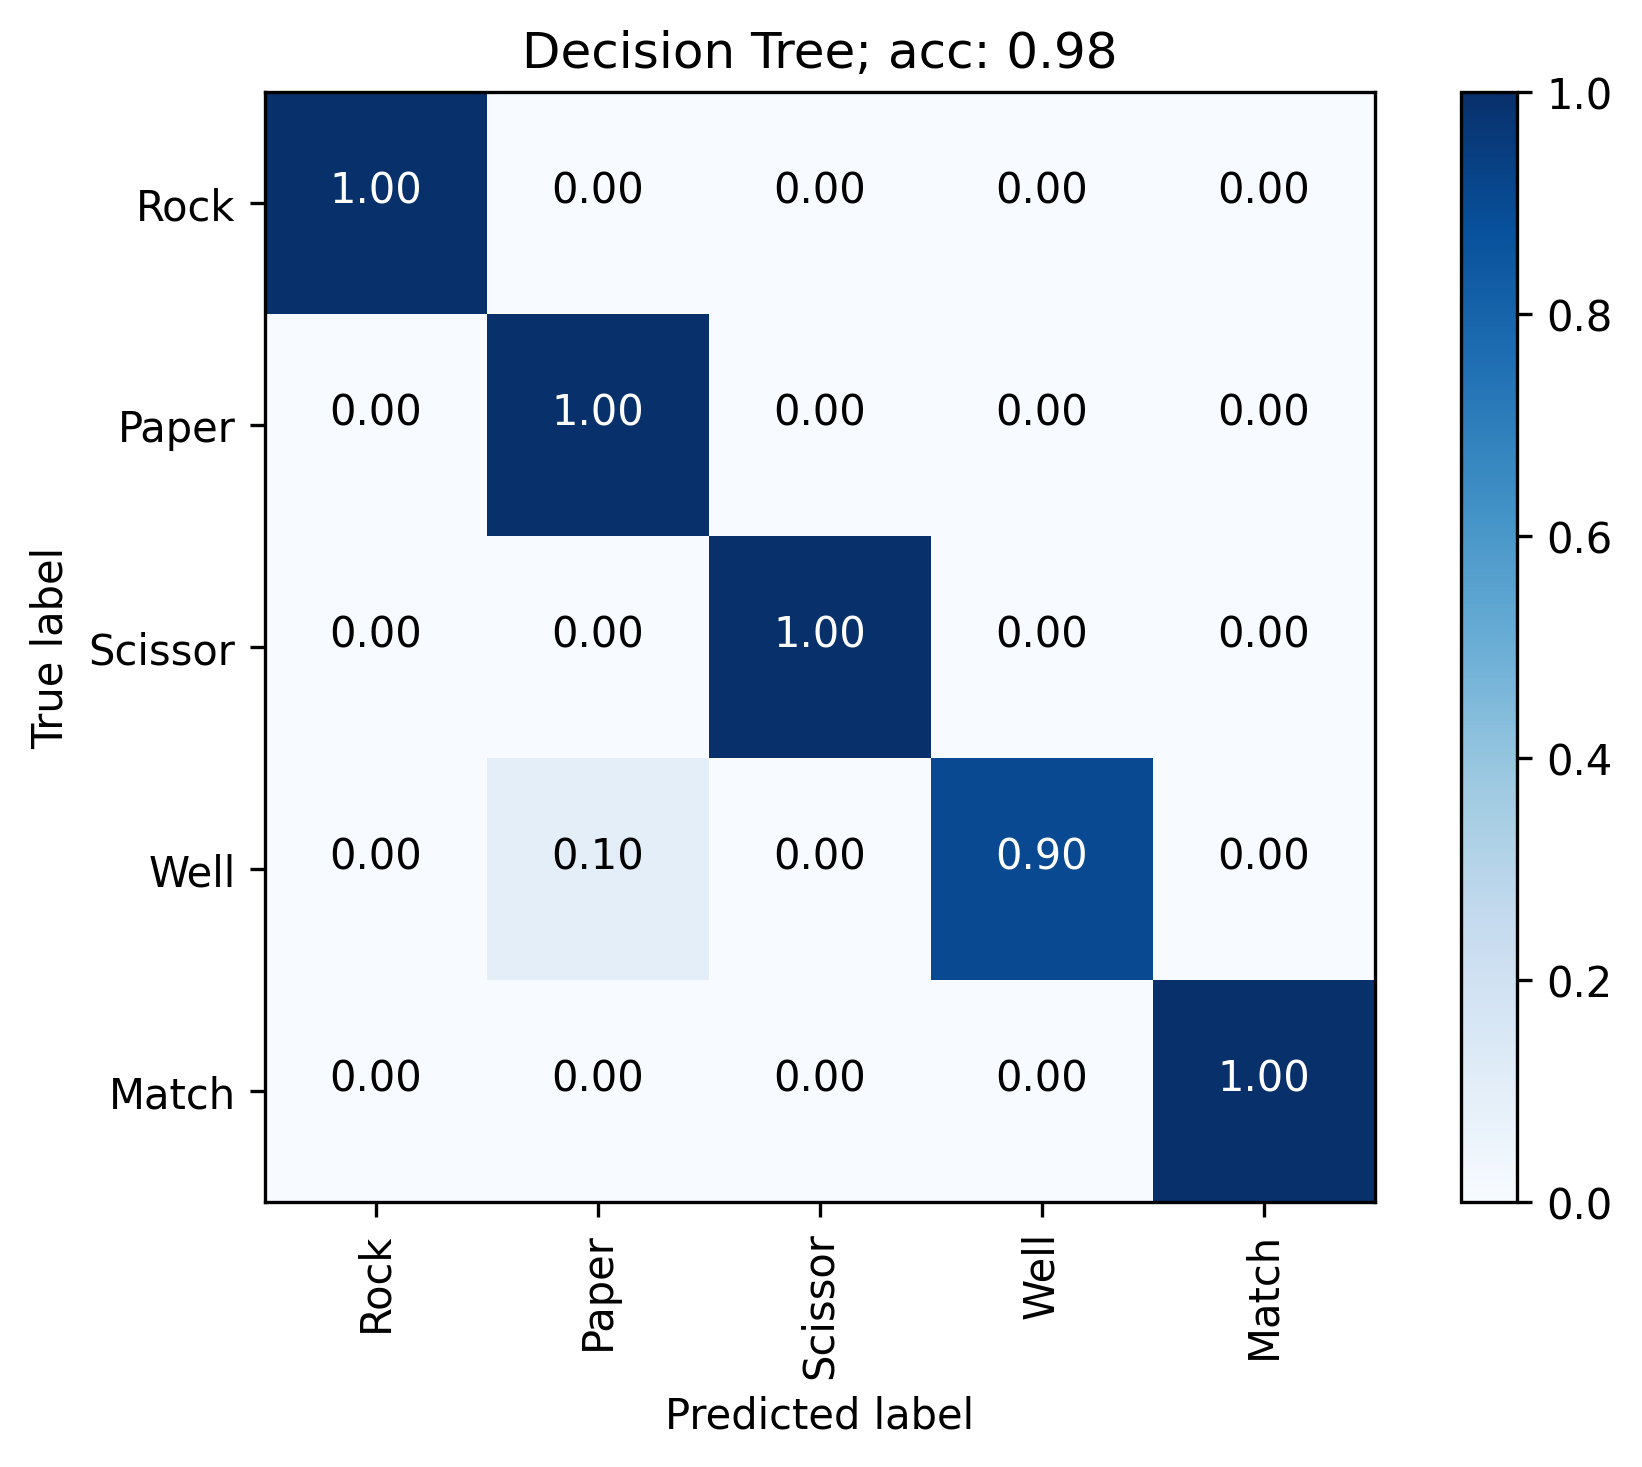 Decision Tree; acc: 0.98
True label
Rock
Paper
Scissor
Well
Match
1.00 0.00 0.00 0.00 0.00
0.00 1.00 0.00 0.00 0.00
0.00 0.00 1.00 0.00 0.00
0.00 0.10 0.00 0.90 0.00
0.00 0.00 0.00 0.00 1.00
Rock
Paper
Scissor
Well
Match
Predicted label
1.0
0.8
0.6
0.4
0.2
0.0